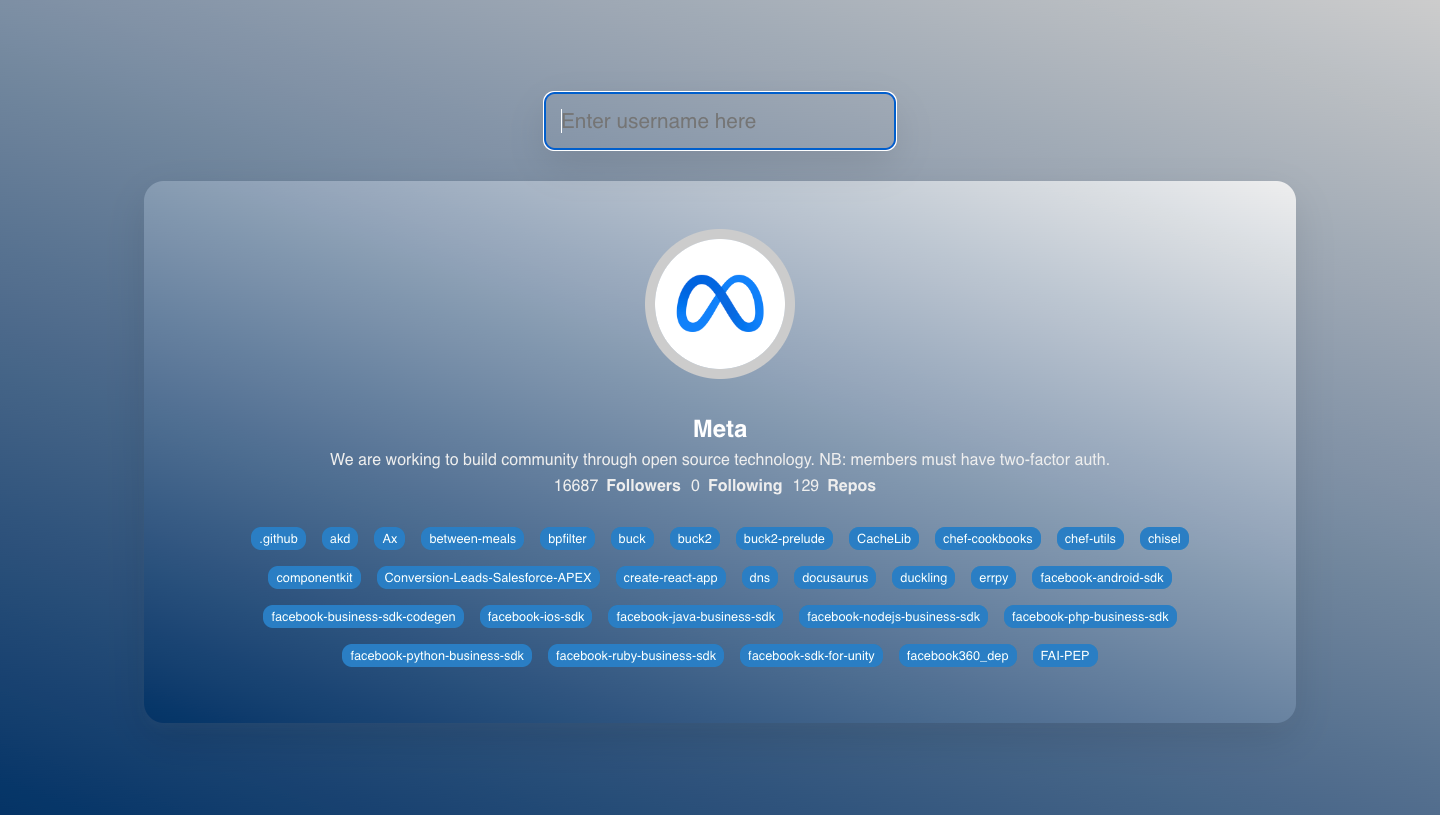 Enter username here
Meta
We are working to build community through open source technology. NB: members must have two-factor auth.
16687 Followers 0 Following 129 Repos
.github akd Ax between-meals bpfilter buck buck2 buck2-prelude CacheLib chef-cookbooks chef-utils chisel
componentkit Conversion-Leads-Salesforce-APEX create-react-app dns docusaurus duckling errpy facebook-android-sdk
facebook-business-sdk-codegen facebook-ios-sdk facebook-java-business-sdk facebook-nodejs-business-sdk facebook-php-business-sdk
facebook-python-business-sdk facebook-ruby-business-sdk facebook-sdk-for-unity facebook360_dep FAI-PEP